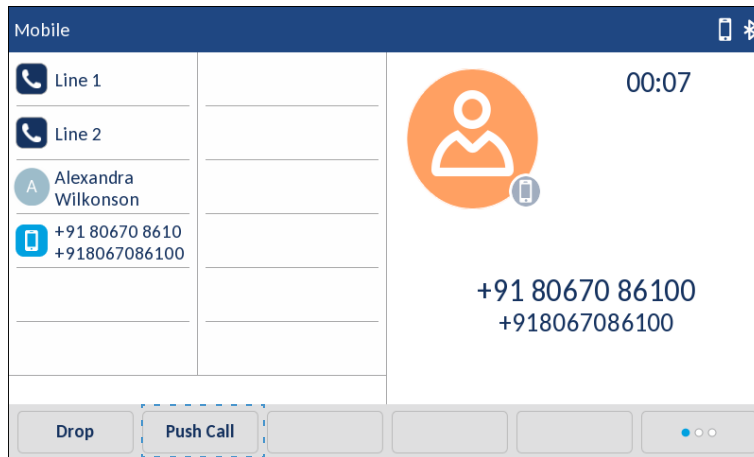 Mobile
Line 1
Line 2
A
Alexandra
Wilkonson
+91 80670 8610
+918067086100
00:07
+91 80670 86100
+918067086100
Drop
Push Call